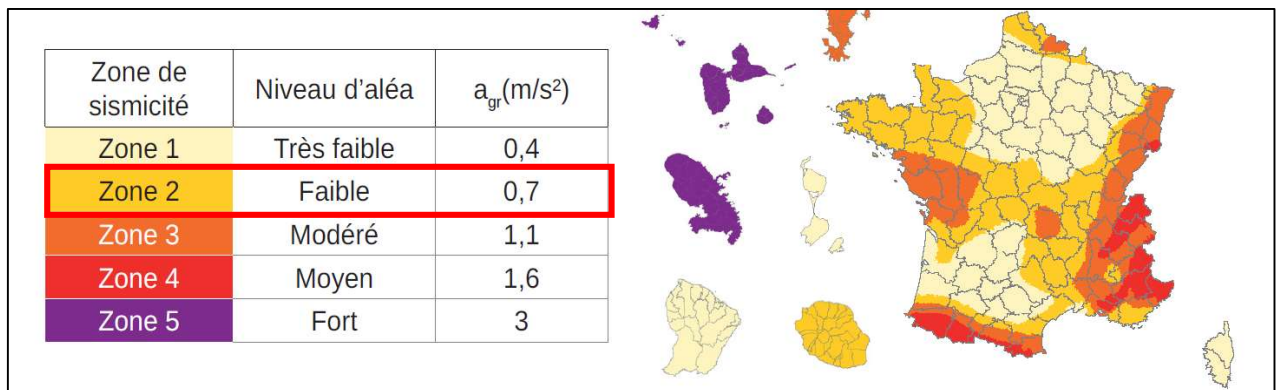 Zone de sismicité Niveau d'aléa a_gr(m/s²)
Zone 1 Très faible 0,4
Zone 2 Faible 0,7
Zone 3 Modéré 1,1
Zone 4 Moyen 1,6
Zone 5 Fort 3